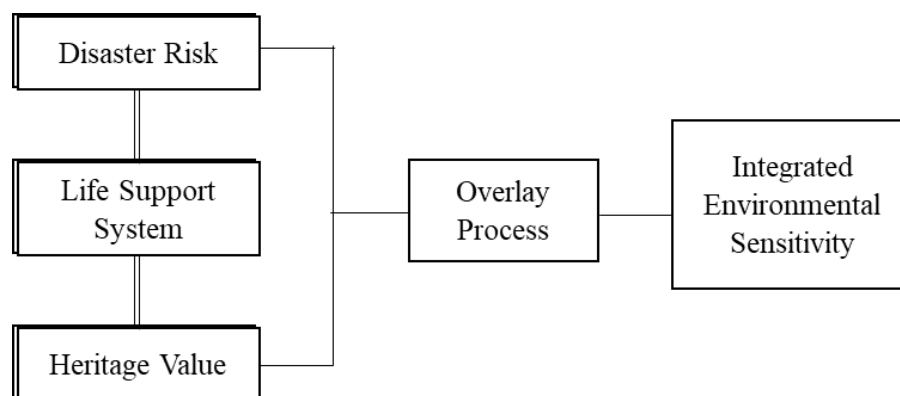 Disaster Risk
Life Support
System
Heritage Value
Overlay
Process
Integrated
Environmental
Sensitivity